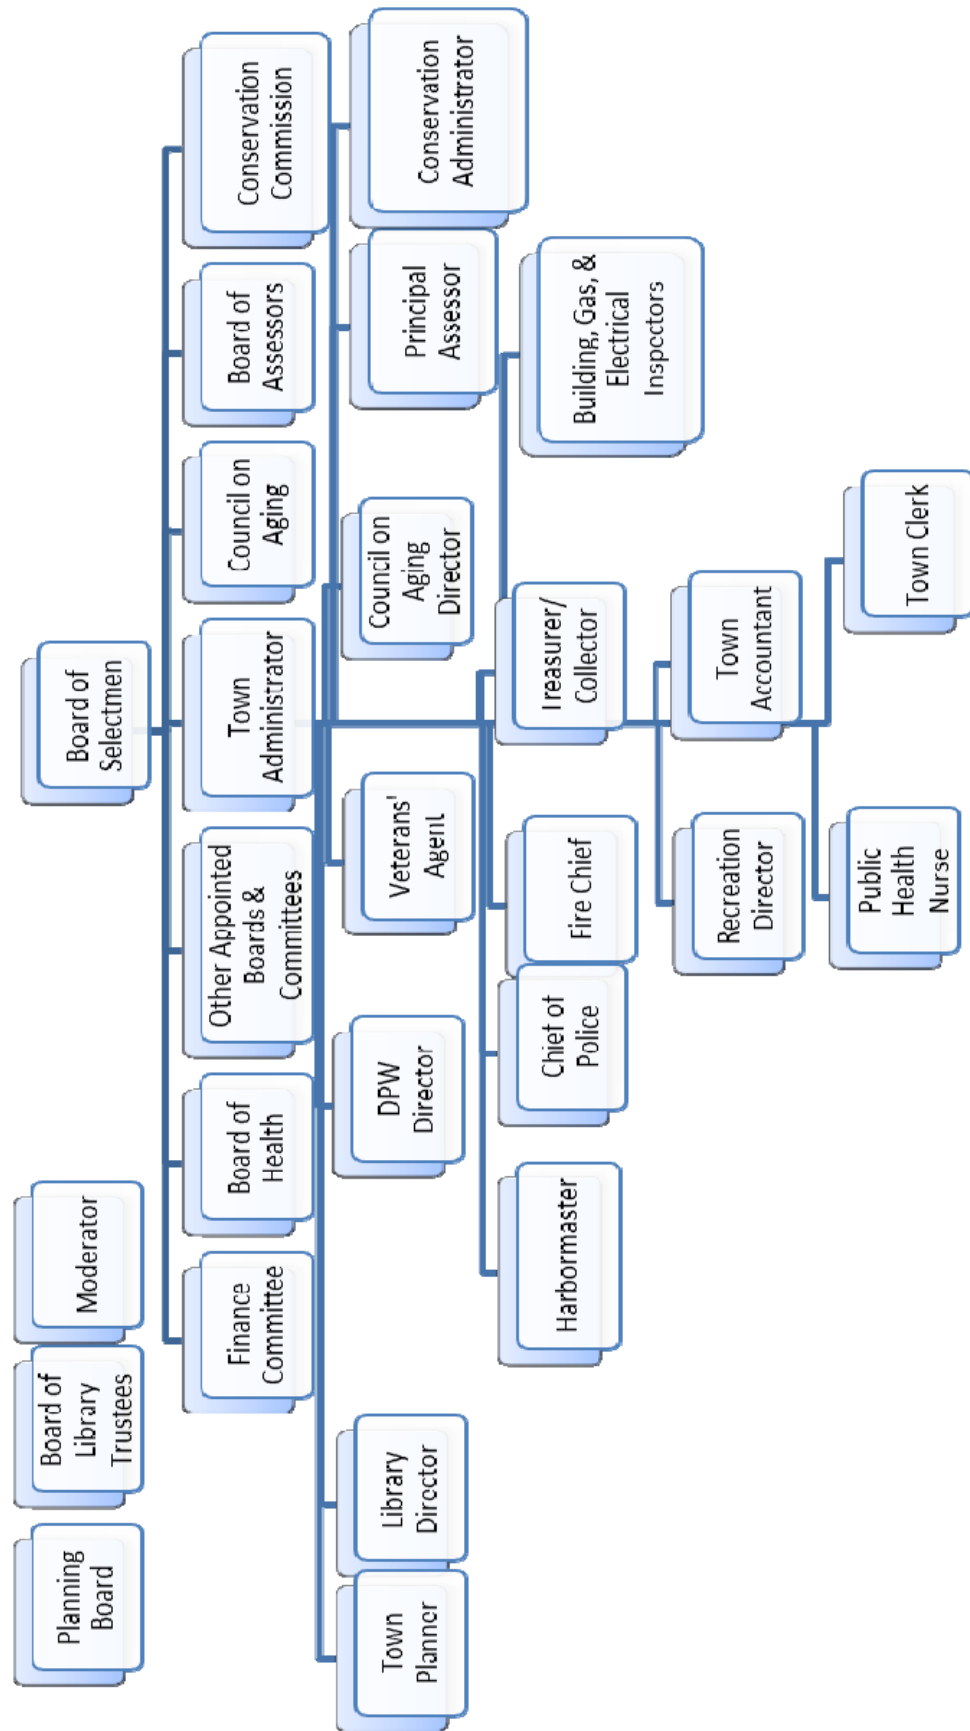 Planning
Board
Board of
Library
Trustees
Moderator
Board of
Selectmen
Finance
Committee
Board of
Health
Other Appointed
Boards &
Committees
Town
Administrator
Council on
Aging
Board of
Assessors
Conservation
Commission
Town
Planner
Library
Director
DPW
Director
Veterans'
Agent
Council on
Aging
Director
Principal
Assessor
Conservation
Administrator
Harbormaster
Chief of
Police
Fire Chief
Treasurer/
Collector
Building, Gas, &
Electrical
Inspectors
Recreation
Director
Town
Accountant
Public
Health
Nurse
Town Clerk